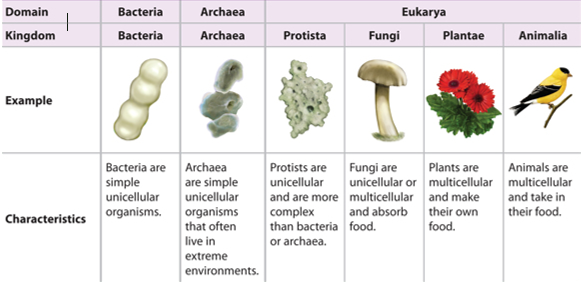 Domain Bacteria Archaea Eukarya
Kingdom Bacteria Archaea Protista Fungi Plantae Animalia
Example
Characteristics
Bacteria are
simple
unicellular
organisms.
Archaea
are simple
unicellular
organisms
that often
live in
extreme
environments.
Protists are
unicellular
and are more
complex
than bacteria
or archaea.
Fungi are
unicellular or
multicellular
and absorb
food.
Plants are
multicellular
and make
their own
food.
Animals are
multicellular
and take in
their food.